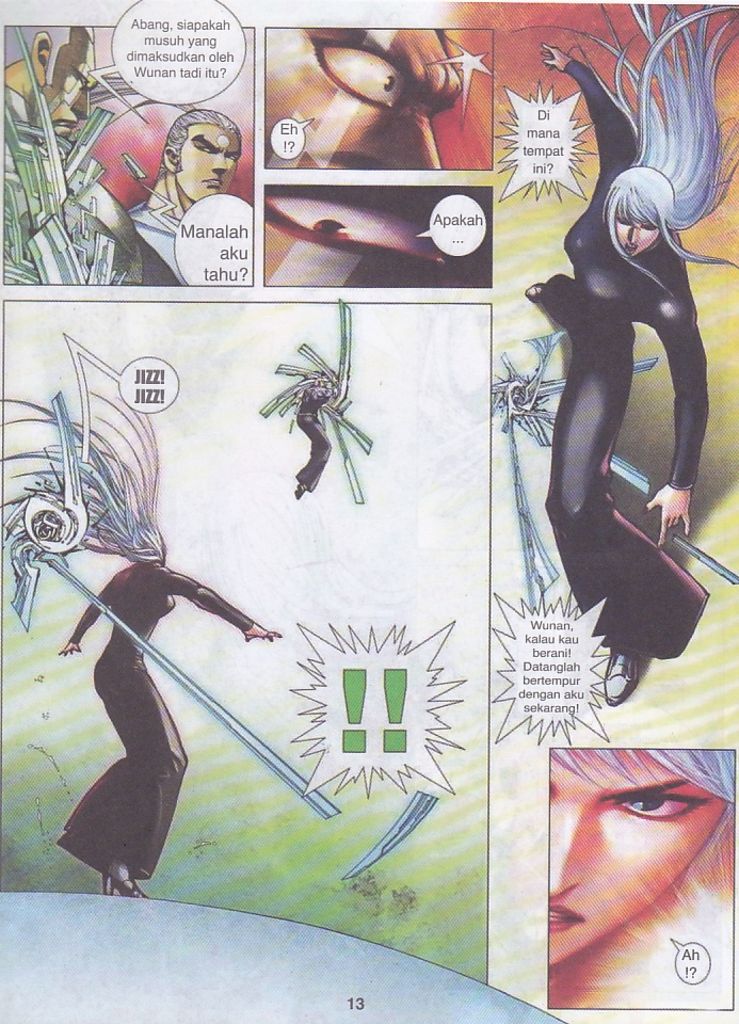 Abang, siapakah
musuh yang
dimaksudkan oleh
Wunan tadi itu?
Manalah
aku
tahu?
Eh
!?
Apakah
...
Di
mana
tempat
ini?
JIZZ!
JIZZ!
!!
Wunan,
kalau kau
berani!
Datanglah
bertempur
dengan aku
sekarang!
Ah
!?
13